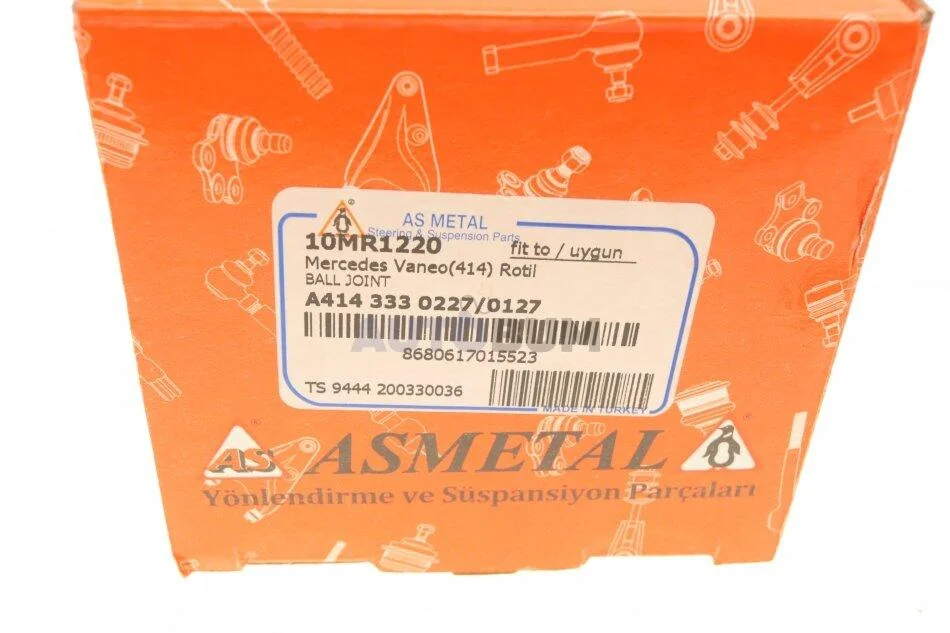 AS METAL
Steering & Suspension Parts
10MR1220 fit to / uygun
Mercedes Vaneo(414) Rotil
BALL JOINT
A414 333 0227/0127
AUTOBUM
8680617015523
TS 9444 200330036
MADE IN TURKEY
AS ASMETAL
Yönlendirme ve Süspansiyon Parçaları